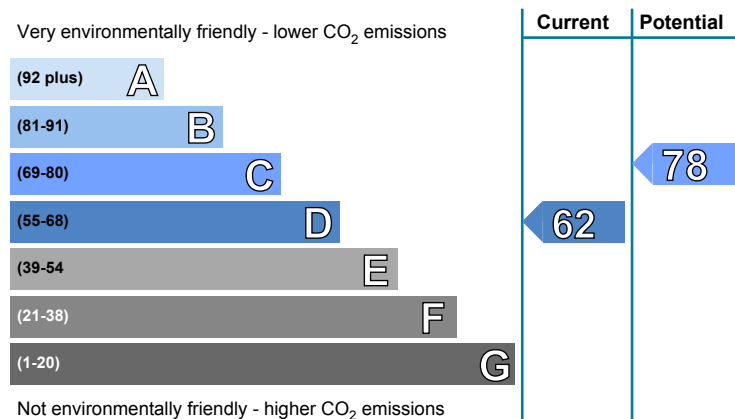 Very environmentally friendly - lower CO2 emissions
Current
Potential
(92 plus) A
(81-91) B
(69-80) C
78
(55-68) D
62
(39-54 E
(21-38) F
(1-20) G
Not environmentally friendly - higher CO2 emissions